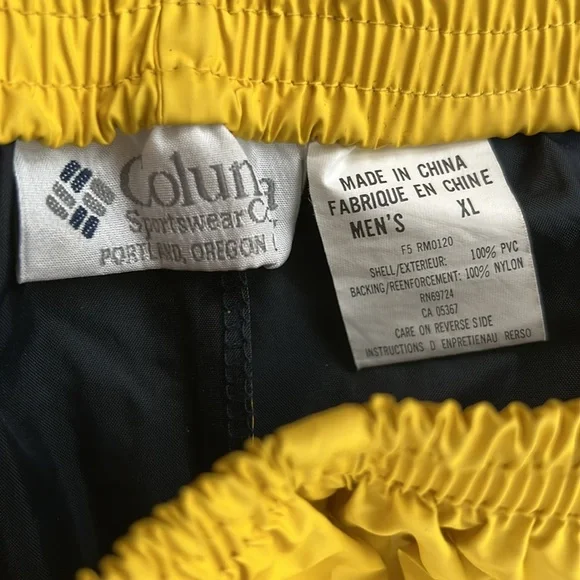 Colum
Sportswear Co
PORTLAND, OREGON
MADE IN CHINA
FABRIQUE EN CHINE
MEN'S XL
F5 RM0120
SHELL/EXTERIEUR: 100% PVC
BACKING/REENFORCEMENT: 100% NYLON
RN69724
CA 05367
CARE ON REVERSE SIDE
INSTRUCTIONS D ENPRETIENAU RERSO